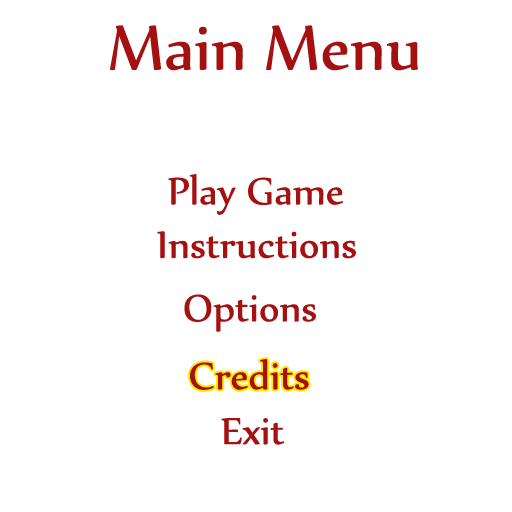 Main Menu
Play Game
Instructions
Options
Credits
Exit